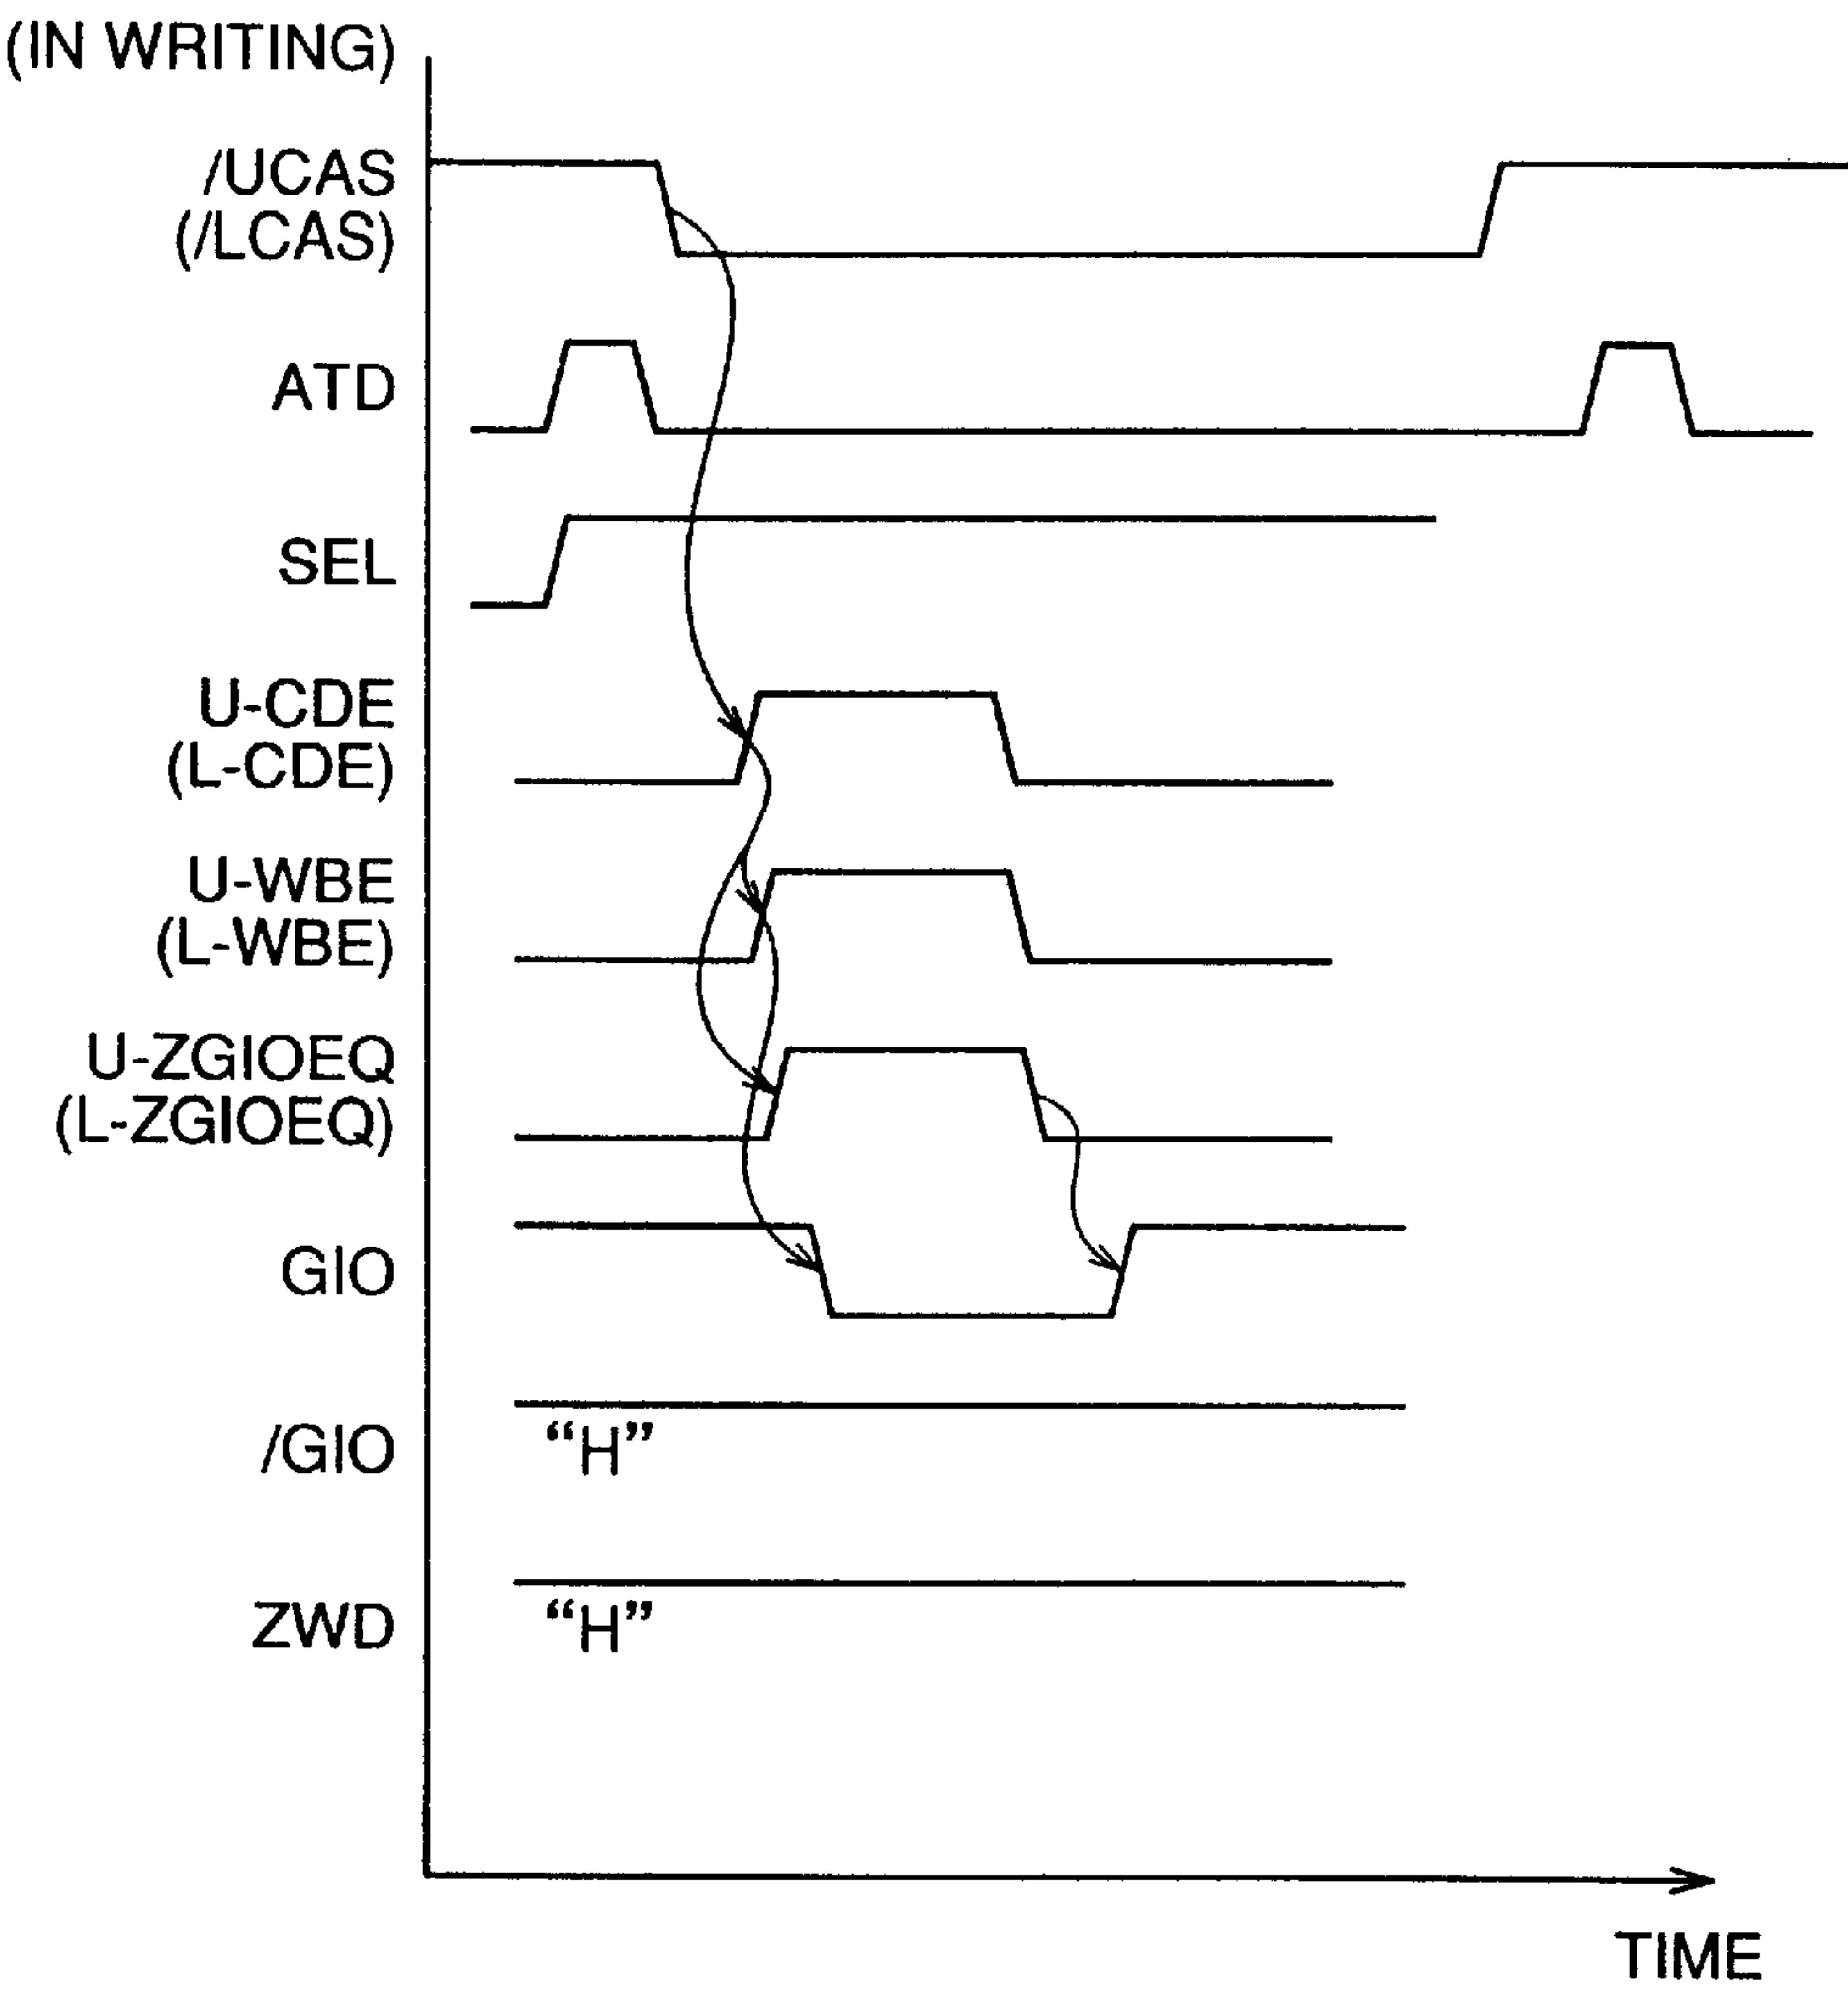 (IN WRITING)
/UCAS
(/LCAS)
ATD
SEL
U-CDE
(L-CDE)
U-WBE
(L-WBE)
U-ZGIOEQ
(L-ZGIOEQ)
GIO
/GIO
“H”
ZWD
“H”
TIME